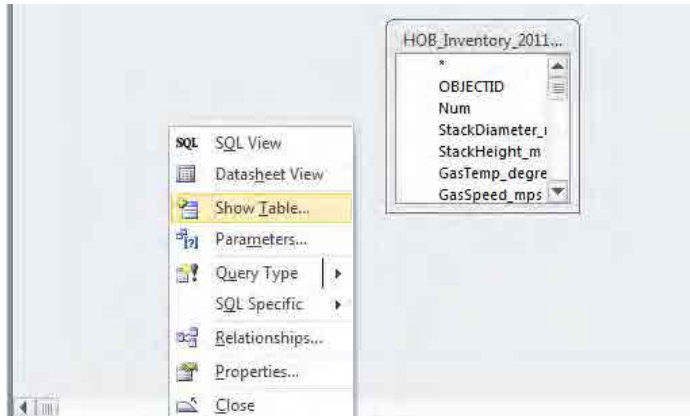 HOB_Inventory_2011...
*
OBJECTID
Num
StackDiameter_
StackHeight_m
GasTemp_degre
GasSpeed_mps
SQL SQL View
Datasheet View
Show Table...
Parameters...
Query Type
SQL Specific
Relationships...
Properties...
Close